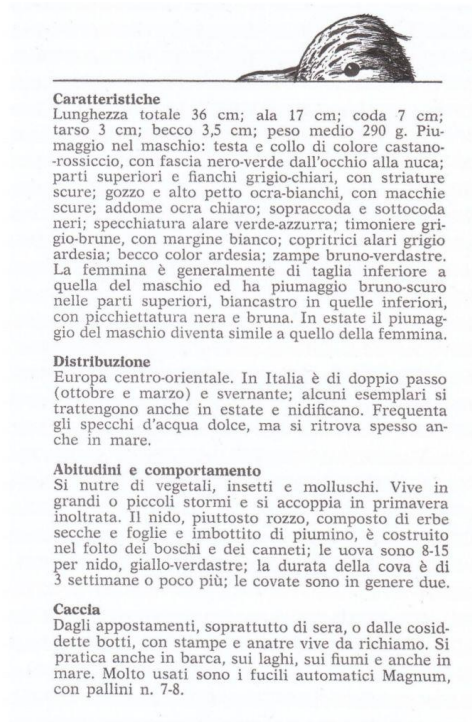 Caratteristiche
Lunghezza totale 36 cm; ala 17 cm; coda 7 cm;
tarso 3 cm; becco 3,5 cm; peso medio 290 g. Piu-
maggio nel maschio: testa e collo di colore castano-
-rossiccio, con fascia nero-verde dall'occhio alla nuca;
parti superiori e fianchi grigio-chiari, con striature
scure; gozzo e alto petto ocra-bianchi, con macchie
scure; addome ocra chiaro; sopraccoda e sottocoda
neri; specchiatura alare verde-azzurra; timoniere gri-
gio-brune, con margine bianco; copritrici alari grigio
ardesia; becco color ardesia; zampe bruno-verdastre.
La femmina è generalmente di taglia inferiore a
quella del maschio ed ha piumaggio bruno-scuro
nelle parti superiori, biancastro in quelle inferiori,
con picchiettatura nera e bruna. In estate il piumag-
gio del maschio diventa simile a quello della femmina.
Distribuzione
Europa centro-orientale. In Italia è di doppio passo
(ottobre e marzo) e svernante; alcuni esemplari si
trattengono anche in estate e nidificano. Frequenta
gli specchi d'acqua dolce, ma si ritrova spesso an-
che in mare.
Abitudini e comportamento
Si nutre di vegetali, insetti e molluschi. Vive in
grandi o piccoli stormi e si accoppia in primavera
inoltrata. Il nido, piuttosto rozzo, composto di erbe
secche e foglie e imbottito di piumino, è costruito
nel folto dei boschi e dei canneti; le uova sono 8-15
per nido, giallo-verdastre; la durata della cova è di
3 settimane o poco più; le covate sono in genere due.
Caccia
Dagli appostamenti, soprattutto di sera, o dalle cosid-
dette botti, con stampe e anatre vive da richiamo. Si
pratica anche in barca, sui laghi, sui fiumi e anche in
mare. Molto usati sono i fucili automatici Magnum,
con pallini n. 7-8.